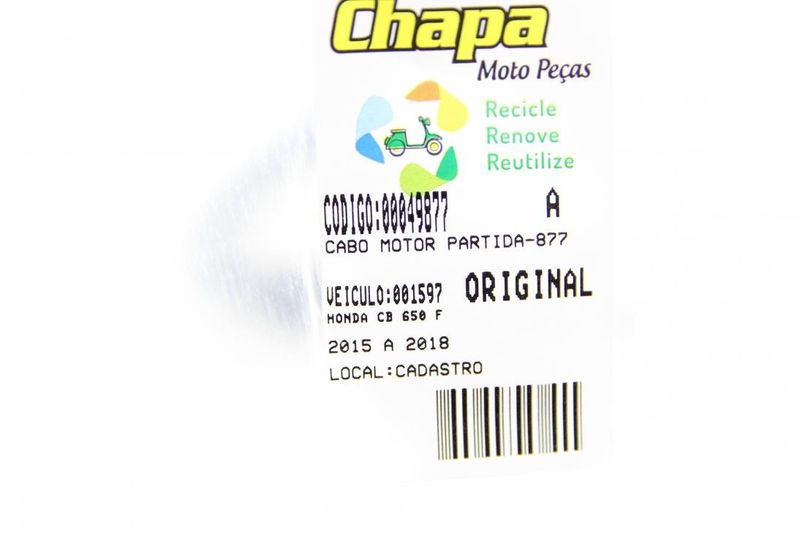 Chapa
Moto Peças
Recicle
Renove
Reutilize
CODIGO:00049877 A
CABO MOTOR PARTIDA-877
VEICULO:001597 ORIGINAL
HONDA CB 650 F
2015 A 2018
LOCAL:CADASTRO